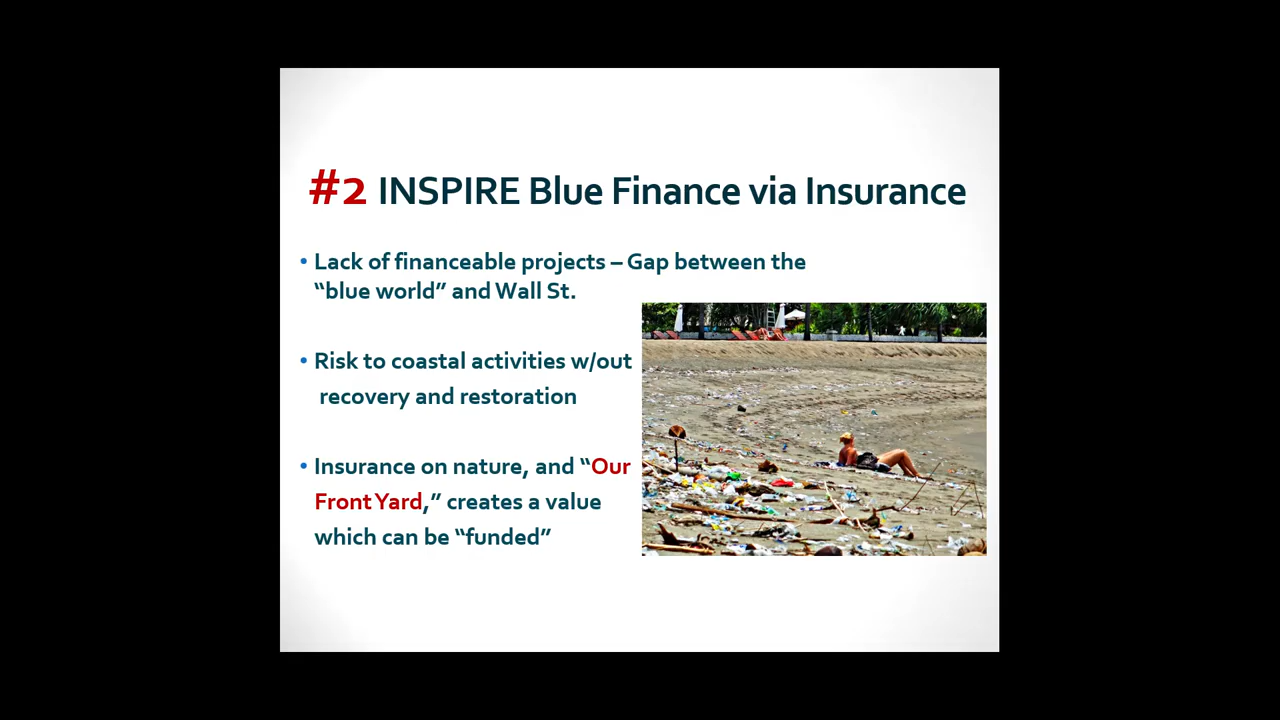 #2 INSPIRE Blue Finance via Insurance
• Lack of financeable projects – Gap between the
“blue world” and Wall St.
• Risk to coastal activities w/out
recovery and restoration
• Insurance on nature, and “Our
Front Yard,” creates a value
which can be “funded”